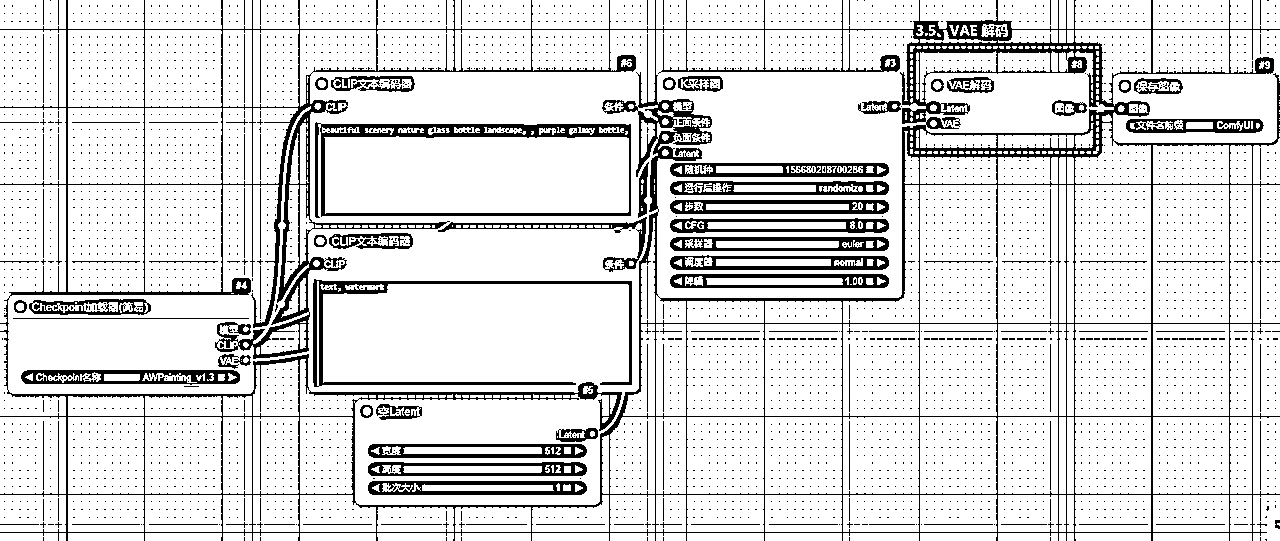 3.5、VAE 解码
#6
CLIP文本编码器
CLIP
条件
beautiful scenery nature glass bottle landscape, , purple galaxy bottle,
CLIP文本编码器
CLIP
条件
text, watermark
#4
Checkpoint加载器(简易)
模型
CLIP
VAE
Checkpoint名称 AWPainting_v1.3
#5
空Latent
Latent
宽度 512
高度 512
批次大小 1
#3
K采样器
模型
正面条件
负面条件
Latent
Latent
随机种
运行后操作 randomize
步数 20
CFG 8.0
采样器 euler
调度器 normal
降噪 1.00
#8
VAE解码
Latent
VAE
图像
#9
保存图像
图像
文件名前缀 ComfyUI